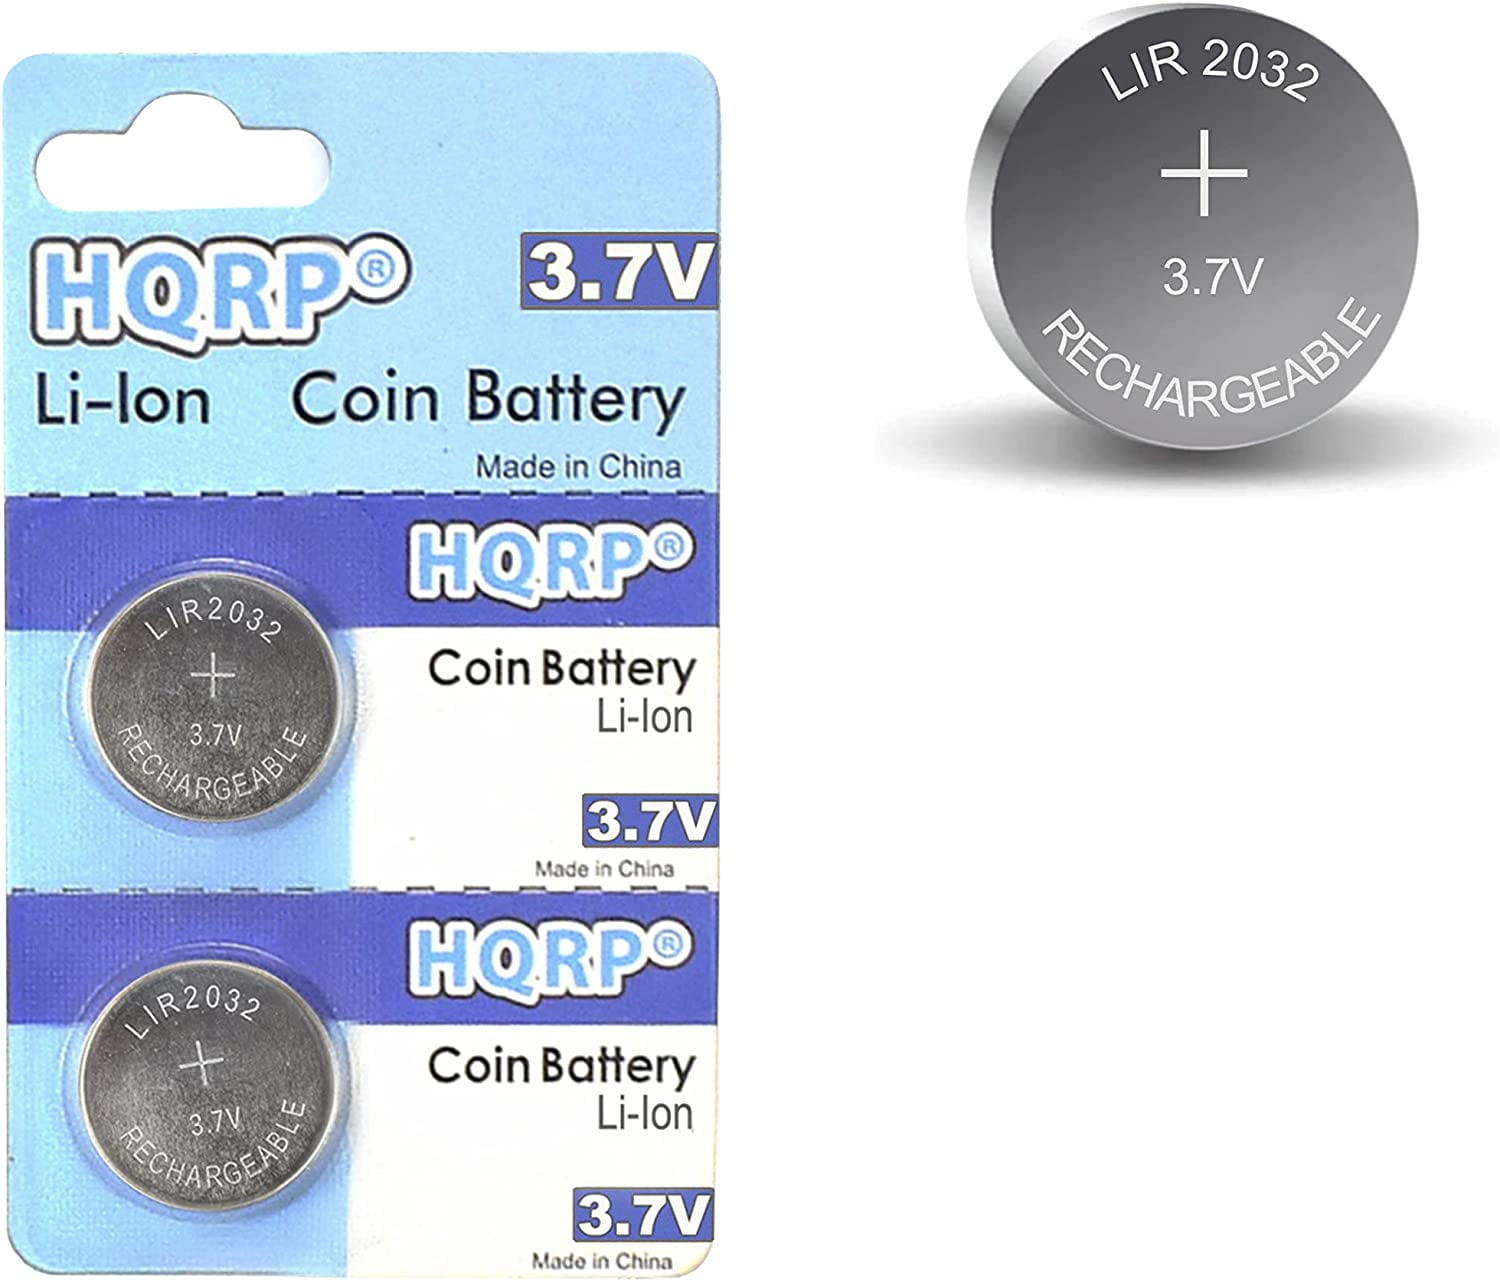 HQRP®
3.7V
Li-Ion Coin Battery
Made in China
HQRP®
LIR2032
+
3.7V
RECHARGEABLE
Coin Battery
Li-Ion
3.7V
Made in China
HQRP®
LIR2032
+
3.7V
RECHARGEABLE
Coin Battery
Li-Ion
3.7V
Made in China
LIR 2032
+
3.7V
RECHARGEABLE